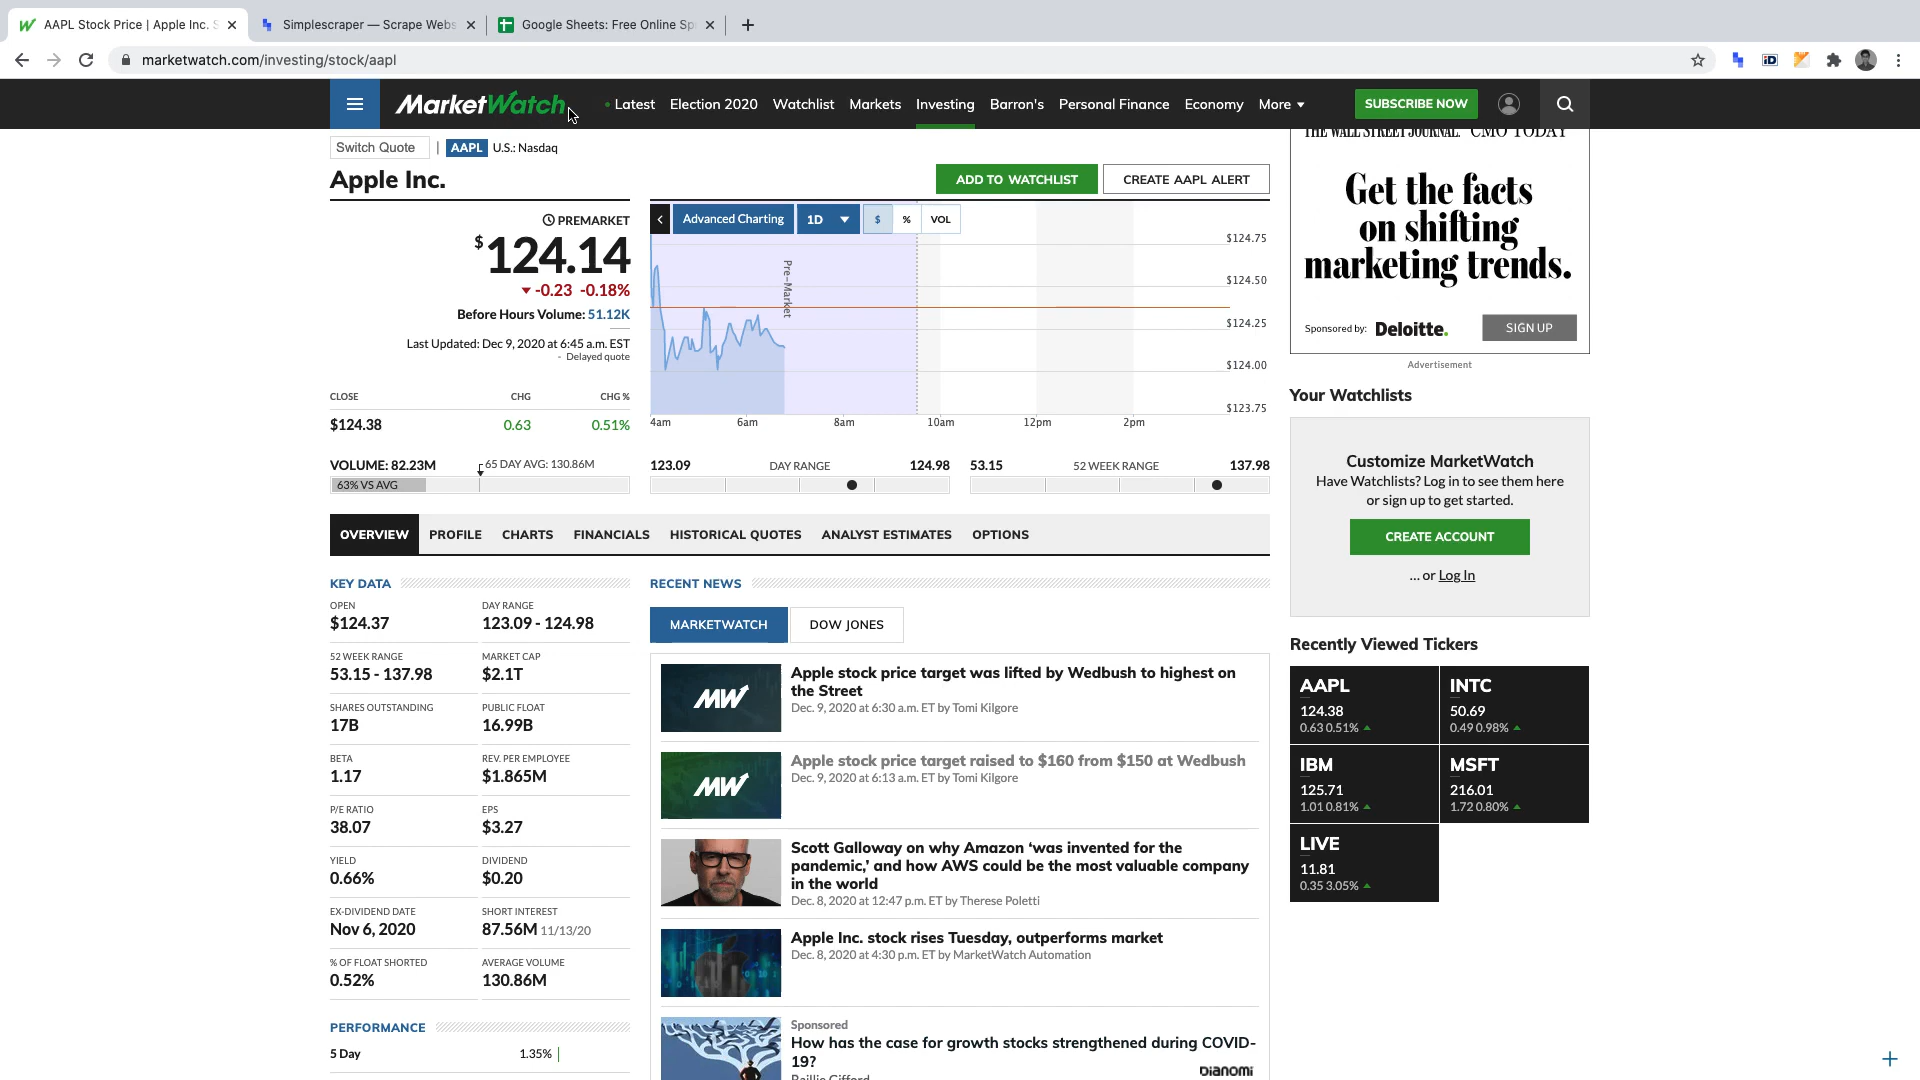 AAPL Stock Price | Apple Inc. S
Simplescraper — Scrape Webs
Google Sheets: Free Online Sp
marketwatch.com/investing/stock/aapl
MarketWatch
Latest Election 2020 Watchlist Markets Investing Barron's Personal Finance Economy More
SUBSCRIBE NOW
Switch Quote | AAPL U.S.: Nasdaq
Apple Inc.
ADD TO WATCHLIST CREATE AAPL ALERT
PREMARKET
$124.14
-0.23 -0.18%
Before Hours Volume: 51.12K
Last Updated: Dec 9, 2020 at 6:45 a.m. EST
- Delayed quote
CLOSE CHG CHG %
$124.38 0.63 0.51%
VOLUME: 82.23M 65 DAY AVG: 130.86M
63% VS AVG
Advanced Charting 1D $ % VOL
Pre-Market
$124.75
$124.50
$124.25
$124.00
$123.75
4am 6am 8am 10am 12pm 2pm
123.09 DAY RANGE 124.98
53.15 52 WEEK RANGE 137.98
OVERVIEW PROFILE CHARTS FINANCIALS HISTORICAL QUOTES ANALYST ESTIMATES OPTIONS
KEY DATA
OPEN DAY RANGE
$124.37 123.09 - 124.98
52 WEEK RANGE MARKET CAP
53.15 - 137.98 $2.1T
SHARES OUTSTANDING PUBLIC FLOAT
17B 16.99B
BETA REV. PER EMPLOYEE
1.17 $1.865M
P/E RATIO EPS
38.07 $3.27
YIELD DIVIDEND
0.66% $0.20
EX-DIVIDEND DATE SHORT INTEREST
Nov 6, 2020 87.56M 11/13/20
% OF FLOAT SHORTED AVERAGE VOLUME
0.52% 130.86M
PERFORMANCE
5 Day 1.35%
RECENT NEWS
MARKETWATCH DOW JONES
MW
Apple stock price target was lifted by Wedbush to highest on
the Street
Dec. 9, 2020 at 6:30 a.m. ET by Tomi Kilgore
MW
Apple stock price target raised to $160 from $150 at Wedbush
Dec. 9, 2020 at 6:13 a.m. ET by Tomi Kilgore
Scott Galloway on why Amazon ‘was invented for the
pandemic,’ and how AWS could be the most valuable company
in the world
Dec. 8, 2020 at 12:47 p.m. ET by Therese Poletti
Apple Inc. stock rises Tuesday, outperforms market
Dec. 8, 2020 at 4:30 p.m. ET by MarketWatch Automation
Sponsored
How has the case for growth stocks strengthened during COVID-
19?
Baillie Gifford
DIANOMI
THE WALL STREET JOURNAL. CMO TODAY
Get the facts
on shifting
marketing trends.
Sponsored by: Deloitte. SIGN UP
Advertisement
Your Watchlists
Customize MarketWatch
Have Watchlists? Log in to see them here
or sign up to get started.
CREATE ACCOUNT
... or Log In
Recently Viewed Tickers
AAPL INTC
124.38 50.69
0.63 0.51% 0.49 0.98%
IBM MSFT
125.71 216.01
1.01 0.81% 1.72 0.80%
LIVE
11.81
0.35 3.05%